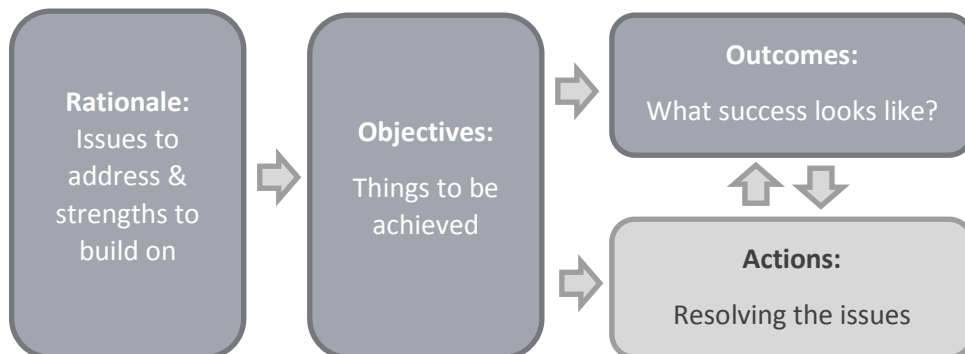 Rationale:
Issues to
address &
strengths to
build on
Objectives:
Things to be
achieved
Outcomes:
What success looks like?
Actions:
Resolving the issues